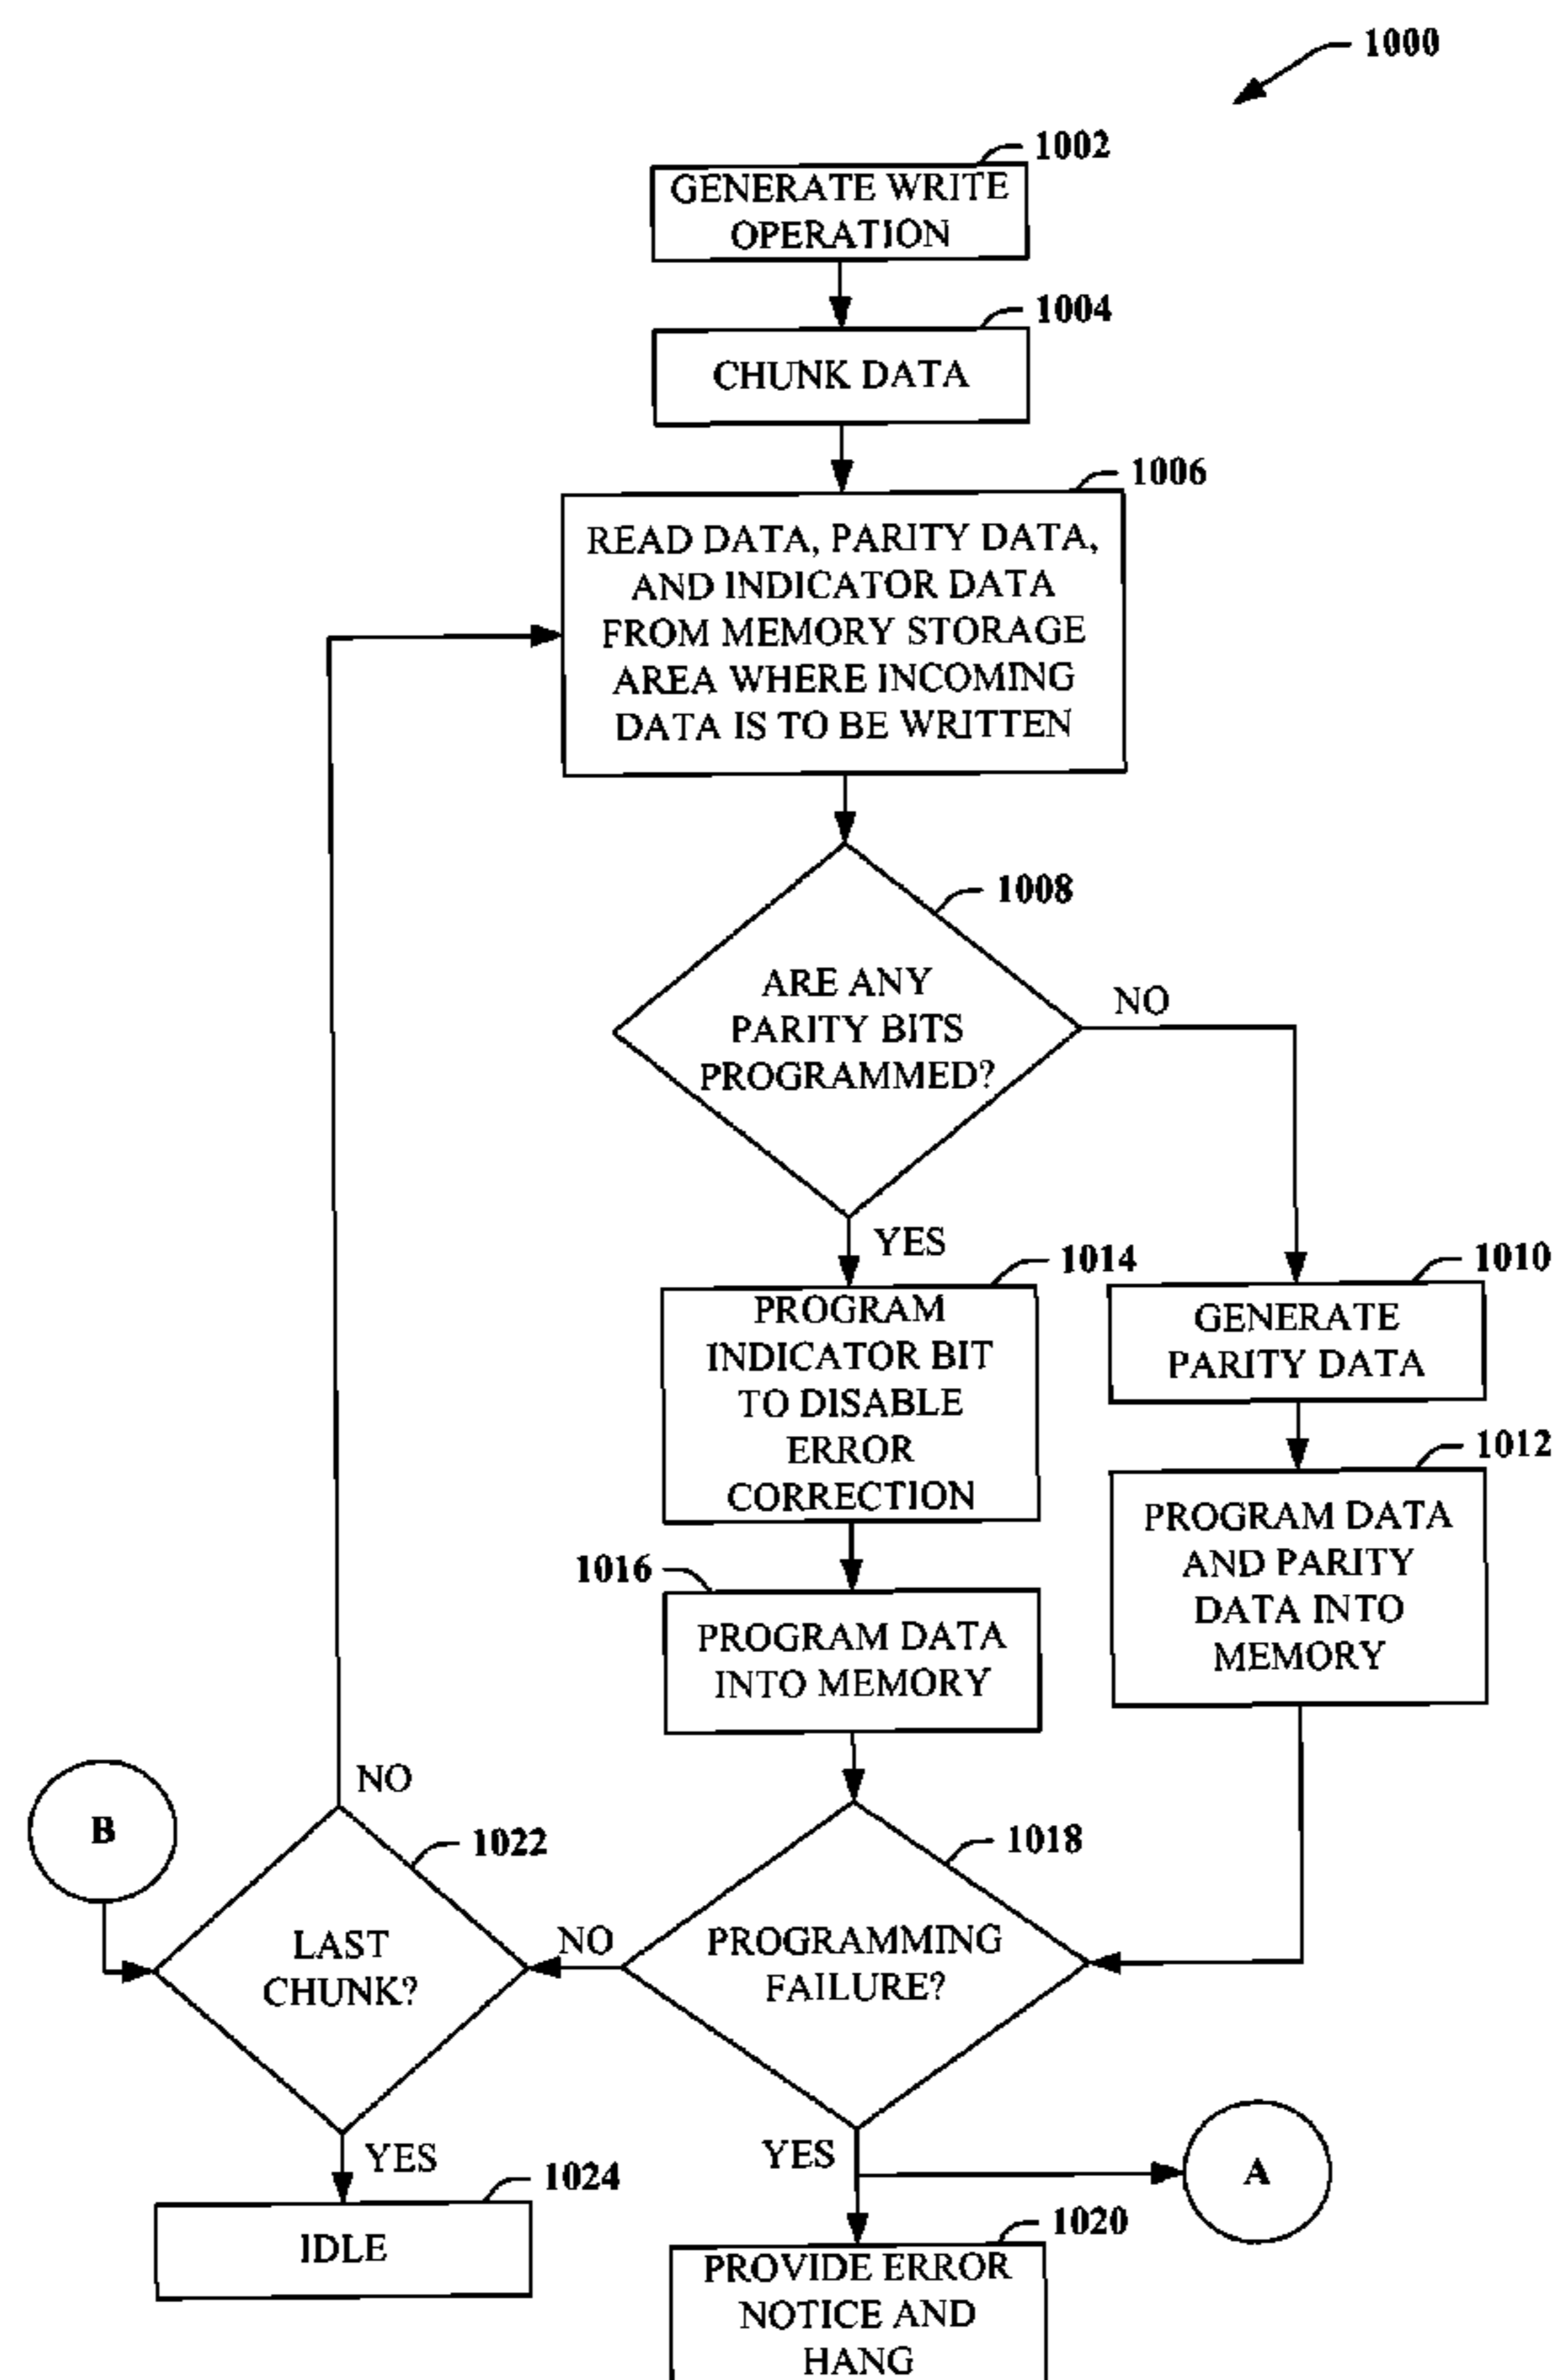 1000
1002
GENERATE WRITE
OPERATION
1004
CHUNK DATA
1006
READ DATA, PARITY DATA,
AND INDICATOR DATA
FROM MEMORY STORAGE
AREA WHERE INCOMING
DATA IS TO BE WRITTEN
1008
ARE ANY
PARITY BITS
PROGRAMMED?
NO
YES
1014
PROGRAM
INDICATOR BIT
TO DISABLE
ERROR
CORRECTION
1010
GENERATE
PARITY DATA
1012
PROGRAM DATA
AND PARITY
DATA INTO
MEMORY
1016
PROGRAM DATA
INTO MEMORY
NO
B
1022
LAST
CHUNK?
NO
1018
PROGRAMMING
FAILURE?
YES
1024
IDLE
YES
A
1020
PROVIDE ERROR
NOTICE AND
HANG